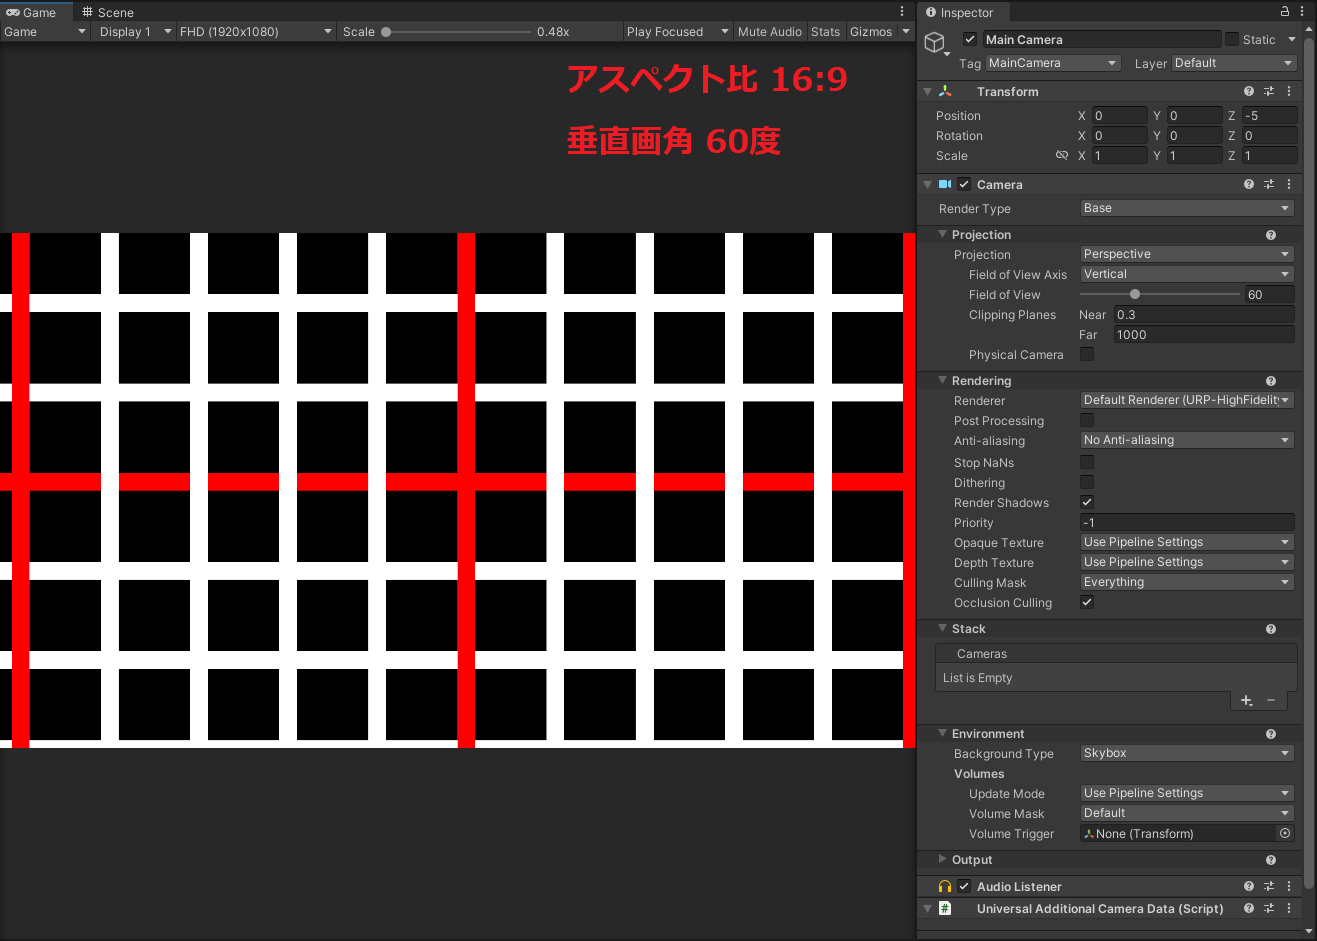 Game
Scene
Game
Display 1
FHD (1920x1080)
Scale
0.48x
Play Focused
Mute Audio
Stats
Gizmos
アスペクト比 16:9
垂直画角 60度
Inspector
Main Camera
Static
Tag MainCamera
Layer Default
Transform
Position X 0 Y 0 Z -5
Rotation X 0 Y 0 Z 0
Scale X 1 Y 1 Z 1
Camera
Render Type Base
Projection
Projection Perspective
Field of View Axis Vertical
Field of View 60
Clipping Planes Near 0.3
Far 1000
Physical Camera
Rendering
Renderer Default Renderer (URP-HighFidelity
Post Processing
Anti-aliasing No Anti-aliasing
Stop NaNs
Dithering
Render Shadows
Priority -1
Opaque Texture Use Pipeline Settings
Depth Texture Use Pipeline Settings
Culling Mask Everything
Occlusion Culling
Stack
Cameras
List is Empty
Environment
Background Type Skybox
Volumes
Update Mode Use Pipeline Settings
Volume Mask Default
Volume Trigger None (Transform)
Output
Audio Listener
Universal Additional Camera Data (Script)